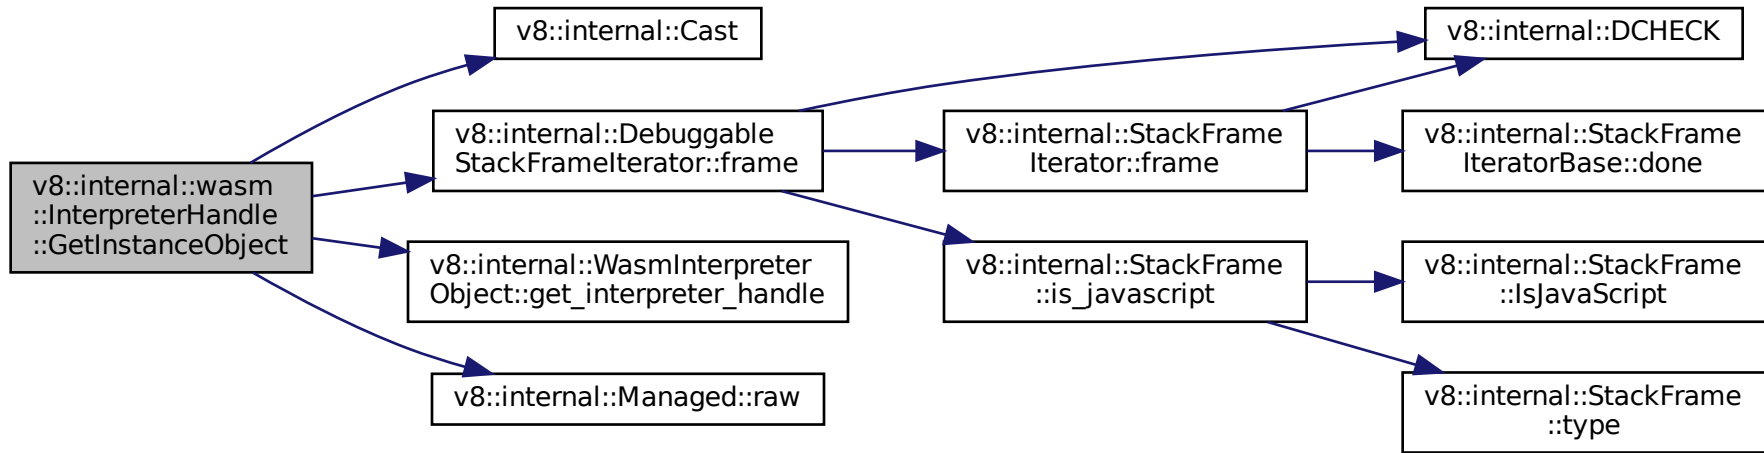 v8::internal::wasm
::InterpreterHandle
::GetInstanceObject
v8::internal::Cast
v8::internal::Debuggable
StackFrameIterator::frame
v8::internal::WasmInterpreter
Object::get_interpreter_handle
v8::internal::Managed::raw
v8::internal::StackFrame
Iterator::frame
v8::internal::StackFrame
::is_javascript
v8::internal::DCHECK
v8::internal::StackFrame
IteratorBase::done
v8::internal::StackFrame
::IsJavaScript
v8::internal::StackFrame
::type